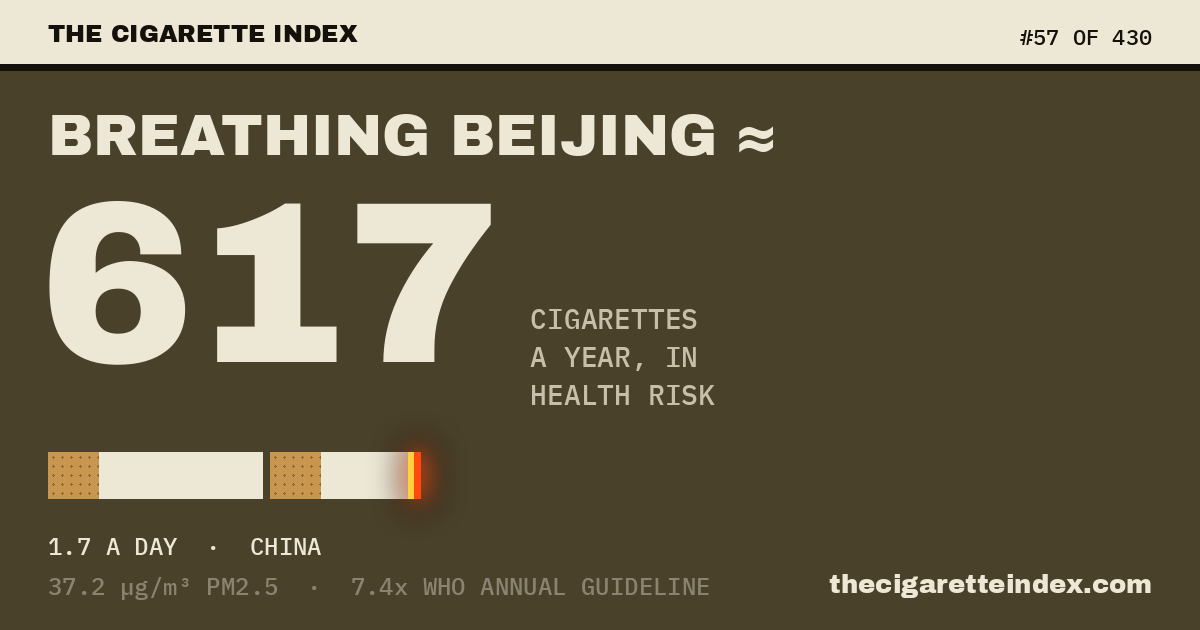 THE CIGARETTE INDEX
#57 OF 430
BREATHING BEIJING ≈
617
CIGARETTES
A YEAR, IN
HEALTH RISK
1.7 A DAY · CHINA
37.2 µg/m³ PM2.5 · 7.4x WHO ANNUAL GUIDELINE
thecigaretteindex.com